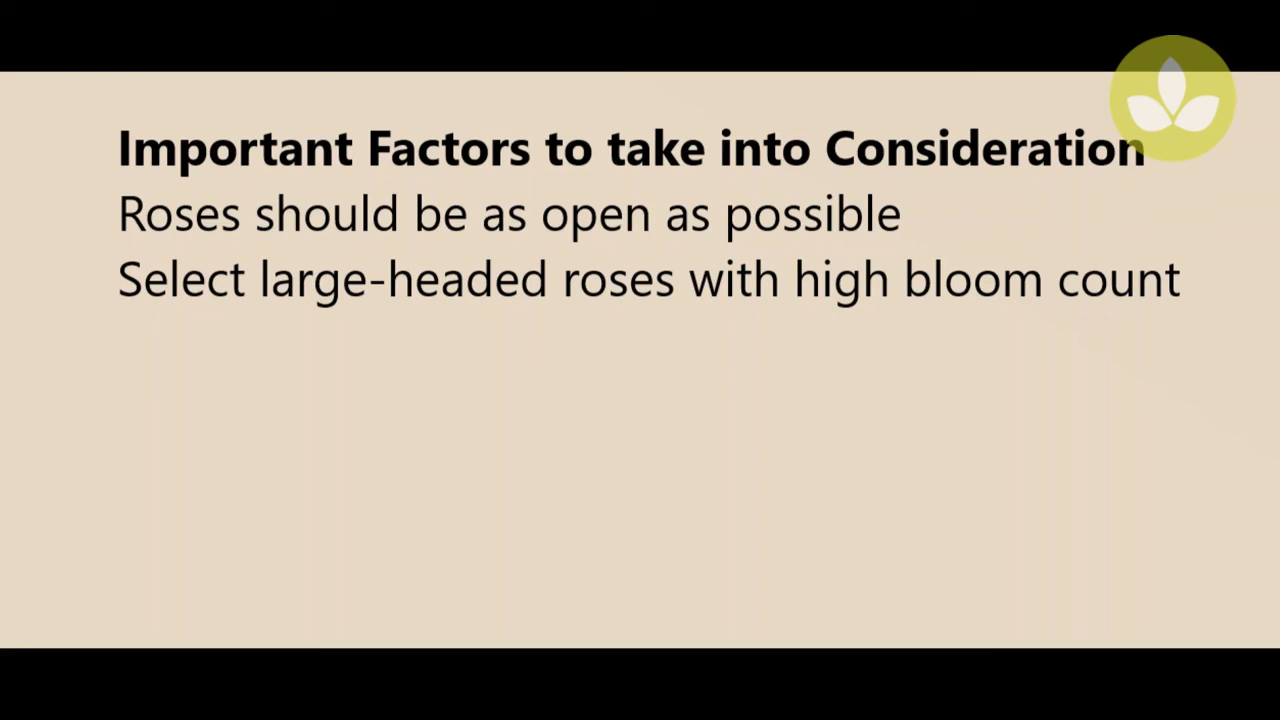 Important Factors to take into Consideration
Roses should be as open as possible
Select large-headed roses with high bloom count